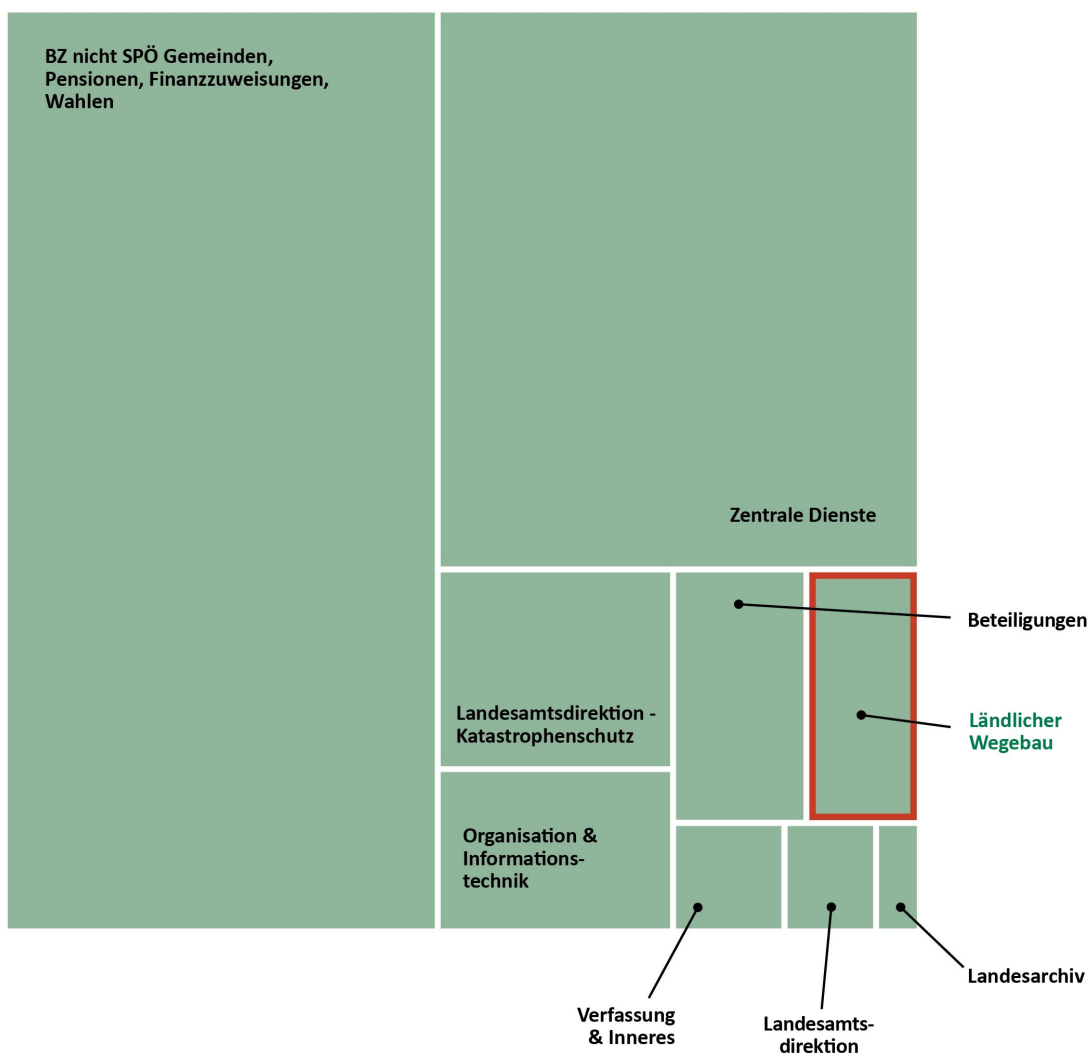 BZ nicht SPÖ Gemeinden,
Pensionen, Finanzzuweisungen,
Wahlen
Zentrale Dienste
Beteiligungen
Landesamtsdirektion -
Katastrophenschutz
Ländlicher
Wegebau
Organisation &
Informations-
technik
Landesarchiv
Verfassung
& Inneres
Landesamts-
direktion